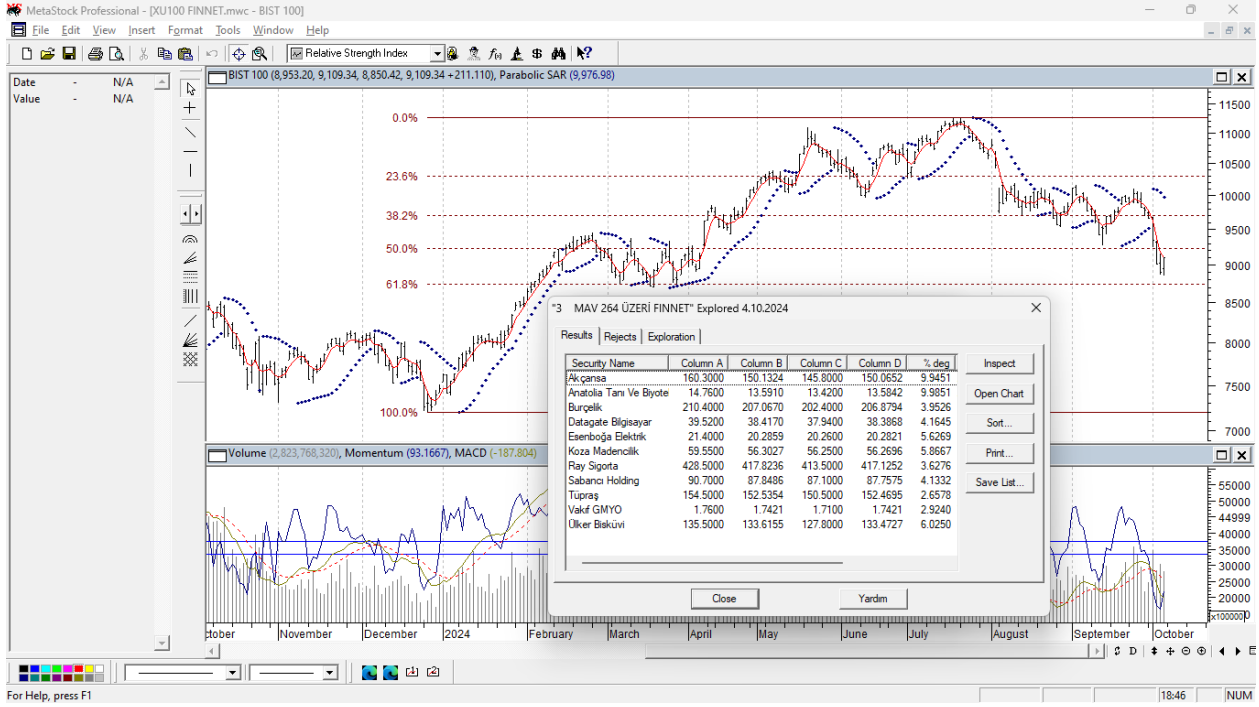 MetaStock Professional - [XU100 FINNET.mwc - BIST 100]
File Edit View Insert Format Tools Window Help
Relative Strength Index
Date - N/A
Value - N/A
BIST 100 (8,953.20, 9,109.34, 8,850.42, 9,109.34 +211.110), Parabolic SAR (9,976.98)
0.0%
23.6%
38.2%
50.0%
61.8%
100.0%
11500
11000
10500
10000
9500
9000
8500
8000
7500
7000
"3 MAV 264 ÜZERİ FINNET" Explored 4.10.2024
Results Rejects Exploration
Security Name Column A Column B Column C Column D % deg
Akçansa 160.3000 150.1324 145.8000 150.0652 9.9451
Anatolia Tanı Ve Biyote 14.7600 13.5910 13.4200 13.5842 9.9851
Burçelik 210.4000 207.0670 202.4000 206.8794 3.9526
Datagate Bilgisayar 39.5200 38.4170 37.9400 38.3868 4.1645
Esenboğa Elektrik 21.4000 20.2859 20.2600 20.2821 5.6269
Koza Madencilik 59.5500 56.3027 56.2500 56.2696 5.8667
Ray Sigorta 428.5000 417.8236 413.5000 417.1252 3.6276
Sabancı Holding 90.7000 87.8486 87.1000 87.7575 4.1332
Tüpraş 154.5000 152.5354 150.5000 152.4695 2.6578
Vakıf GMYO 1.7600 1.7421 1.7100 1.7421 2.9240
Ülker Bisküvi 135.5000 133.6155 127.8000 133.4727 6.0250
Inspect
Open Chart
Sort...
Print...
Save List...
Close
Yardım
Volume (2,823,768,320), Momentum (93.1667), MACD (-187.804)
55000
50000
44999
40000
35000
30000
25000
20000
x100000
tober November December 2024 February March April May June July August September October
D
For Help, press F1
18:46 NUM